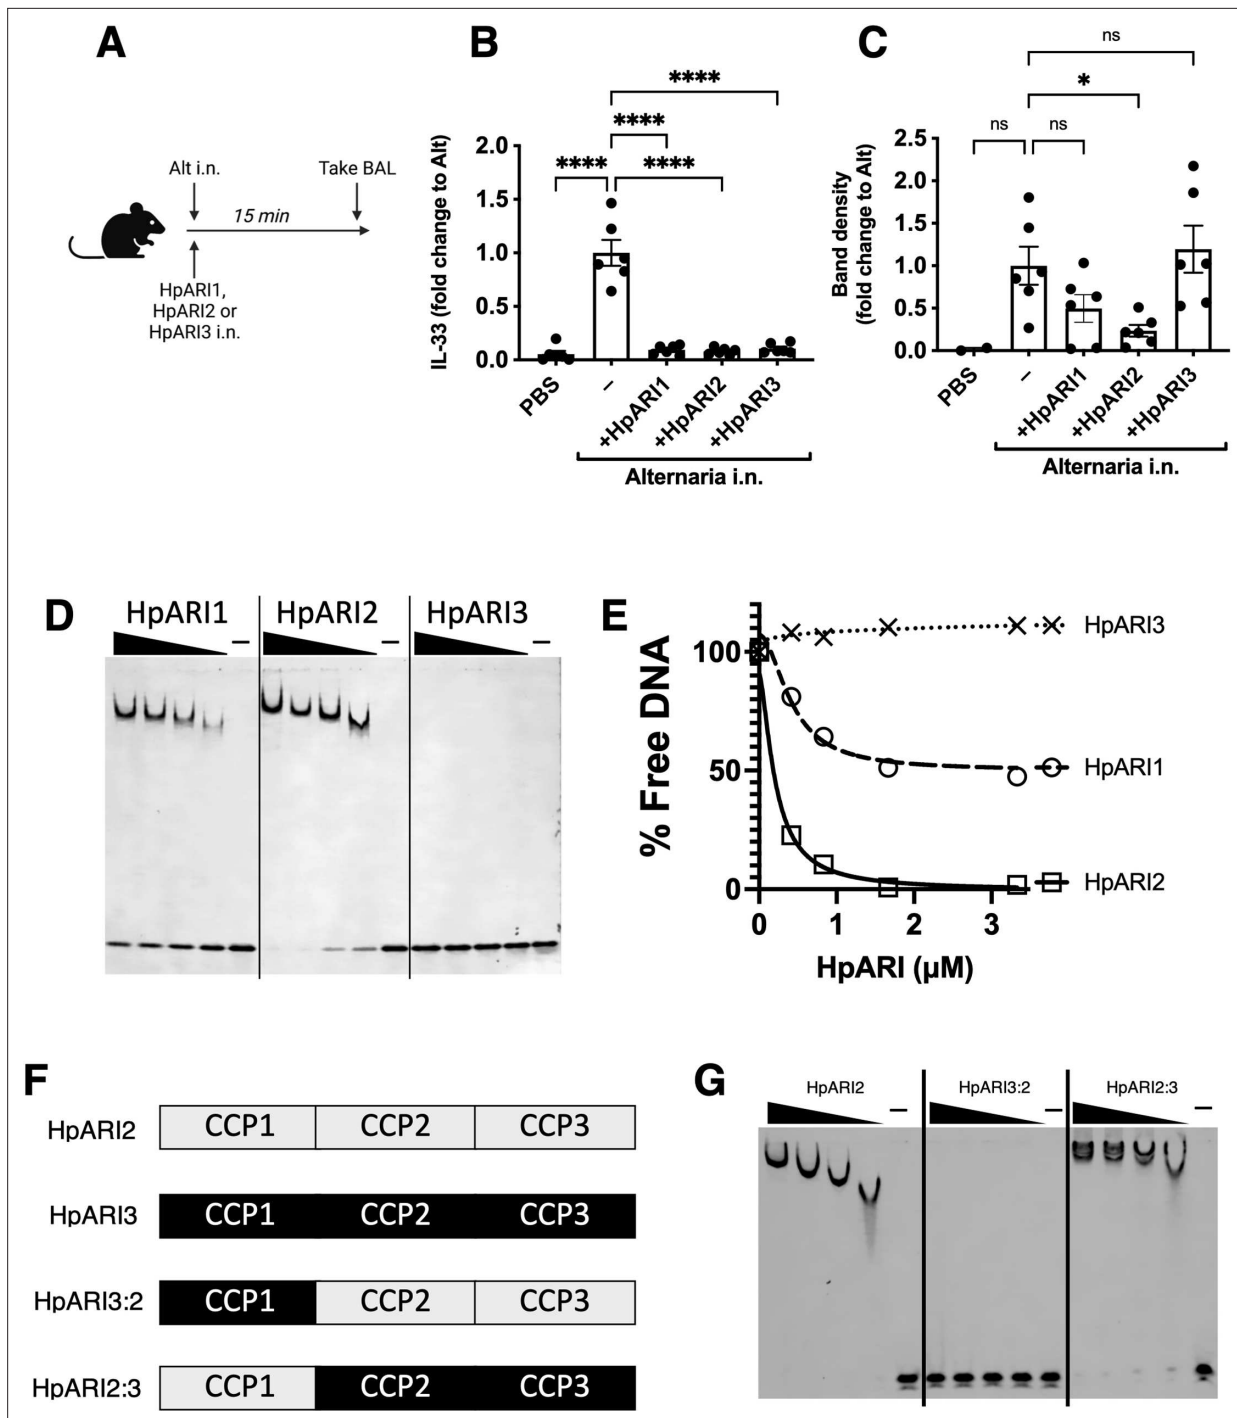 A
Alt i.n.
Take BAL
15 min
HpARI1,
HpARI2 or
HpARI3 i.n.
B
IL-33 (fold change to Alt)
****
****
****
****
2.0
1.5
1.0
0.5
0.0
PBS
–
+HpARI1
+HpARI2
+HpARI3
Alternaria i.n.
C
Band density
(fold change to Alt)
ns
*
ns
ns
2.5
2.0
1.5
1.0
0.5
0.0
PBS
–
+HpARI1
+HpARI2
+HpARI3
Alternaria i.n.
D
HpARI1
HpARI2
HpARI3
–
–
–
E
% Free DNA
100
50
0
0
1
2
3
HpARI (µM)
HpARI3
HpARI1
HpARI2
F
HpARI2
CCP1
CCP2
CCP3
HpARI3
CCP1
CCP2
CCP3
HpARI3:2
CCP1
CCP2
CCP3
HpARI2:3
CCP1
CCP2
CCP3
G
HpARI2
HpARI3:2
HpARI2:3
–
–
–